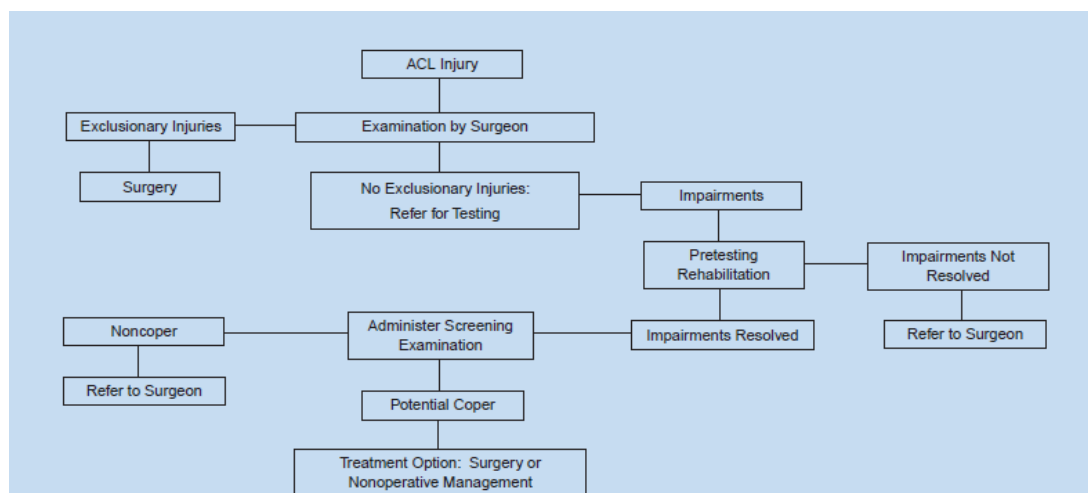 ACL Injury
Exclusionary Injuries
Examination by Surgeon
Surgery
No Exclusionary Injuries:
Refer for Testing
Impairments
Pretesting
Rehabilitation
Impairments Not
Resolved
Noncoper
Administer Screening
Examination
Impairments Resolved
Refer to Surgeon
Refer to Surgeon
Potential Coper
Treatment Option: Surgery or
Nonoperative Management